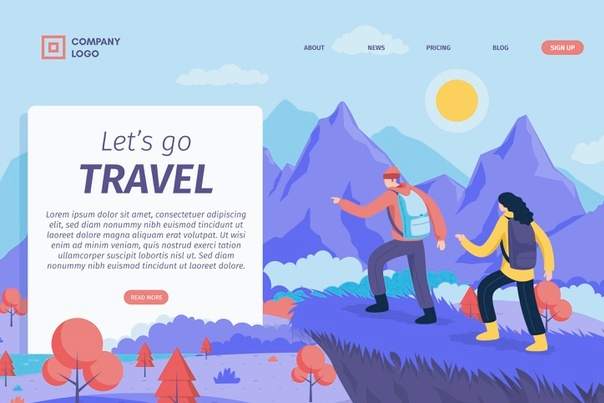 COMPANY
LOGO
ABOUT
NEWS
PRICING
BLOG
SIGN UP
Let's go
TRAVEL
Lorem ipsum dolor sit amet, consectetuer adipiscing
elit, sed diam nonummy nibh euismod tincidunt ut
laoreet dolore magna aliquam erat volutpat. Ut wisi
enim ad minim veniam, quis nostrud exerci tation
ullamcorper suscipit lobortis nisl ut. Sed diam
nonummy nibh euismod tincidunt ut laoreet dolore.
READ MORE